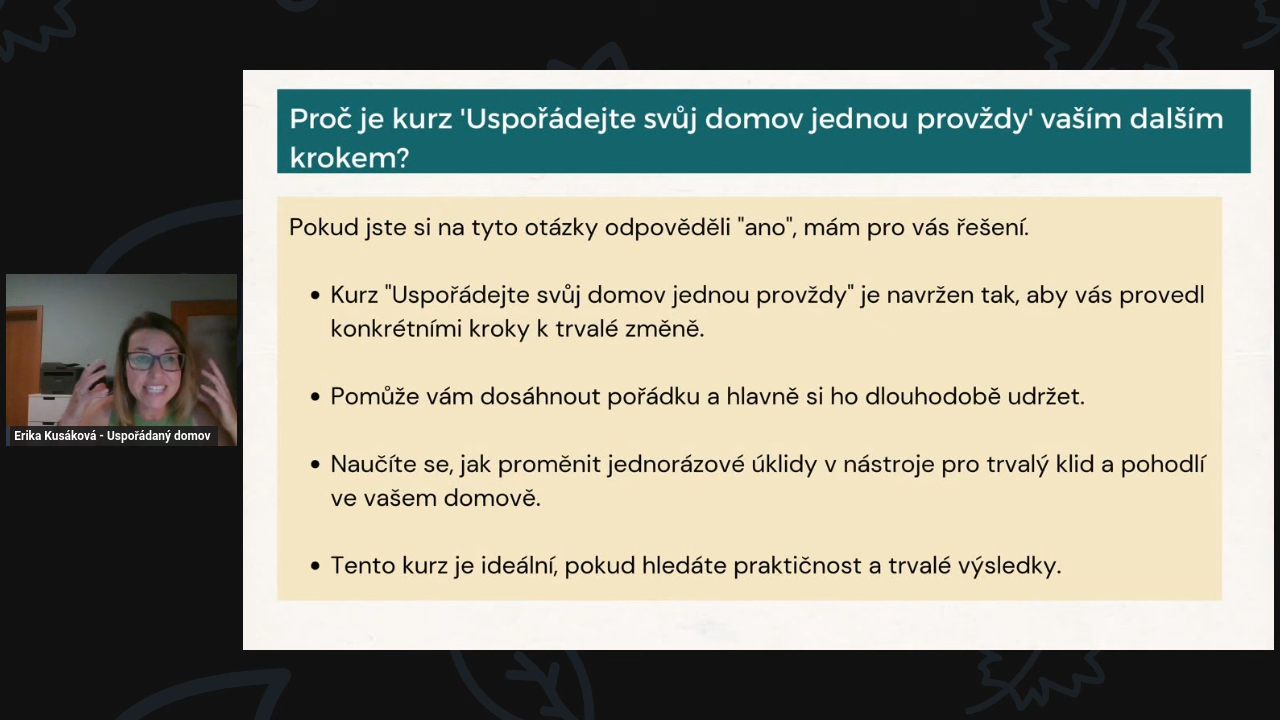 Proč je kurz 'Uspořádejte svůj domov jednou provždy' vaším dalším
krokem?
Pokud jste si na tyto otázky odpověděli "ano", mám pro vás řešení.
• Kurz "Uspořádejte svůj domov jednou provždy" je navržen tak, aby vás provedl
konkrétními kroky k trvalé změně.
• Pomůže vám dosáhnout pořádku a hlavně si ho dlouhodobě udržet.
• Naučíte se, jak proměnit jednorázové úklidy v nástroje pro trvalý klid a pohodlí
ve vašem domově.
• Tento kurz je ideální, pokud hledáte praktičnost a trvalé výsledky.
Erika Kusáková - Uspořádaný domov